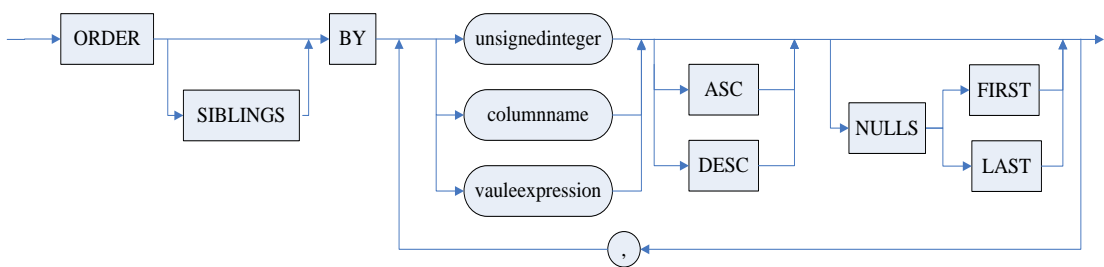 ORDER
SIBLINGS
BY
unsignedinteger
columnname
vauleexpression
ASC
DESC
NULLS
FIRST
LAST
,